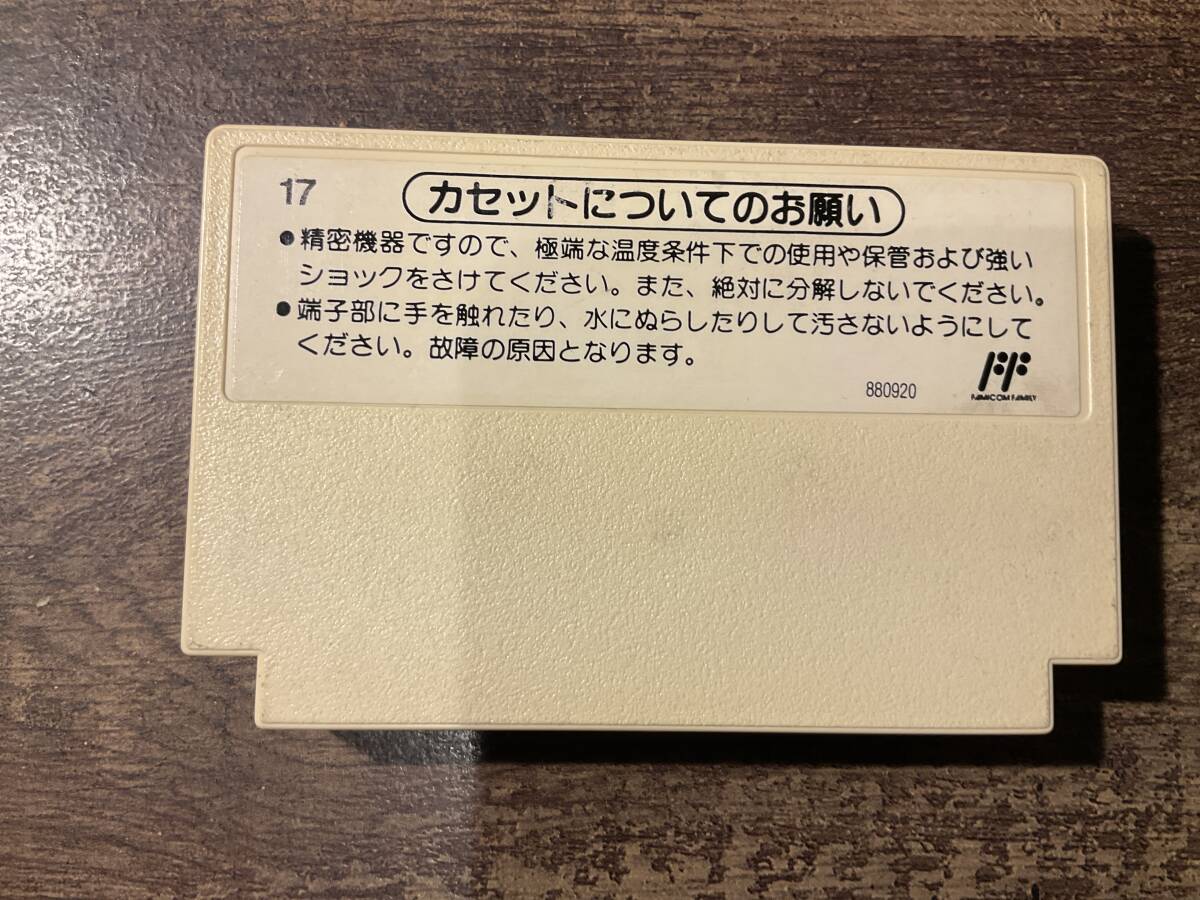 17
カセットについてのお願い
●精密機器ですので、極端な温度条件下での使用や保管および強い
ショックをさけてください。また、絶対に分解しないでください。
●端子部に手を触れたり、水にぬらしたりして汚さないようにして
ください。故障の原因となります。
880920
FAMICOM FAMILY